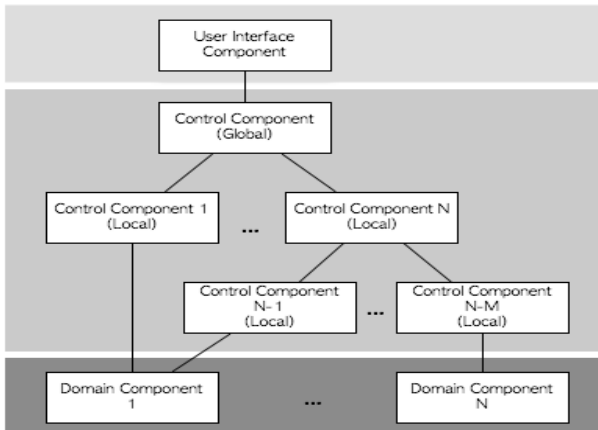 User Interface
Component
Control Component
(Global)
Control Component 1
(Local)
...
Control Component N
(Local)
Control Component
N-1
(Local)
...
Control Component
N-M
(Local)
Domain Component
1
...
Domain Component
N